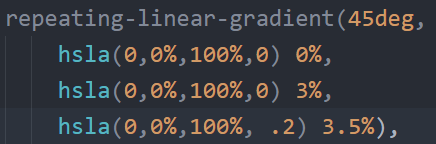 repeating-linear-gradient(45deg,
hsla(0,0%,100%,0) 0%,
hsla(0,0%,100%,0) 3%,
hsla(0,0%,100%, .2) 3.5%),